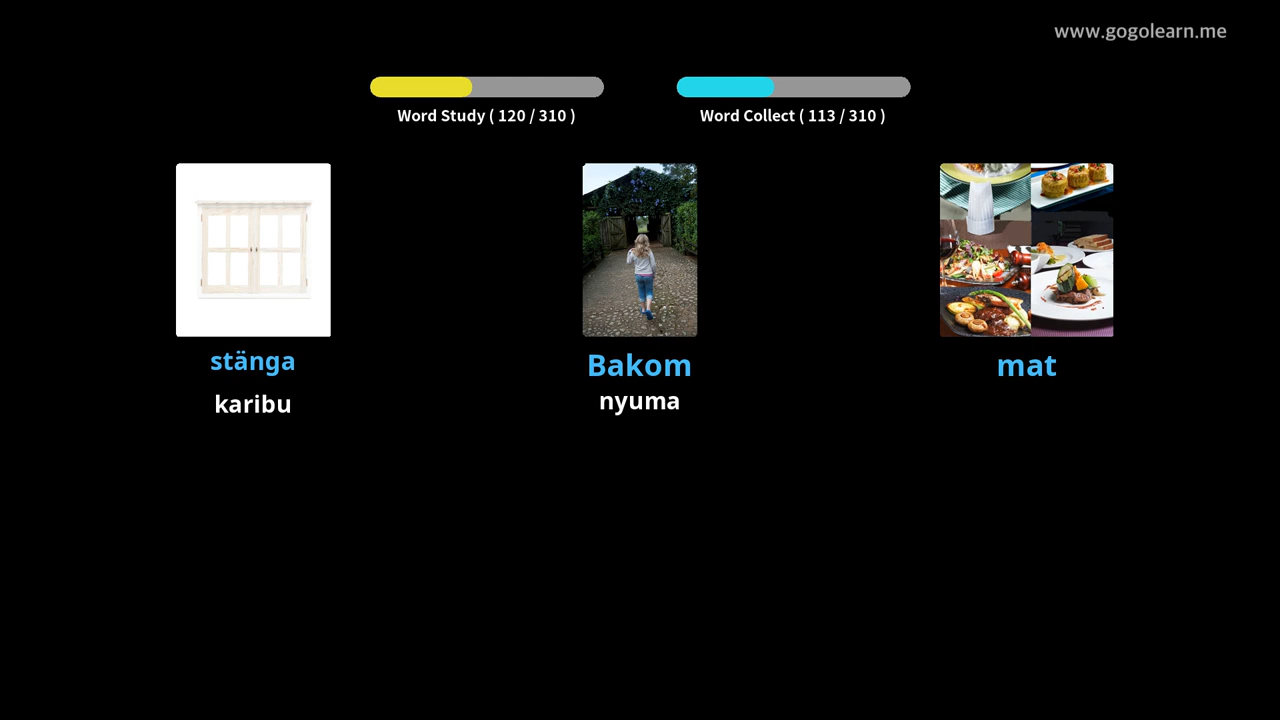 www.gogolearn.me
Word Study ( 120 / 310 )
Word Collect ( 113 / 310 )
stänga
karibu
Bakom
nyuma
mat